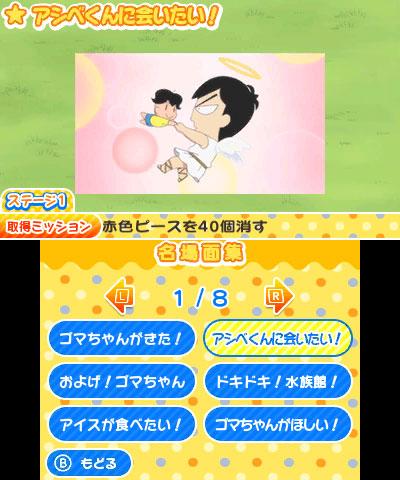 アシベくんに会いたい！
ステージ1
取得ミッション 赤色ピースを40個消す
名場面集
L 1/8 R
ゴマちゃんがきた！ アシベくんに会いたい！
およげ！ゴマちゃん ドキドキ！水族館！
アイスが食べたい！ ゴマちゃんがほしい！
B もどる